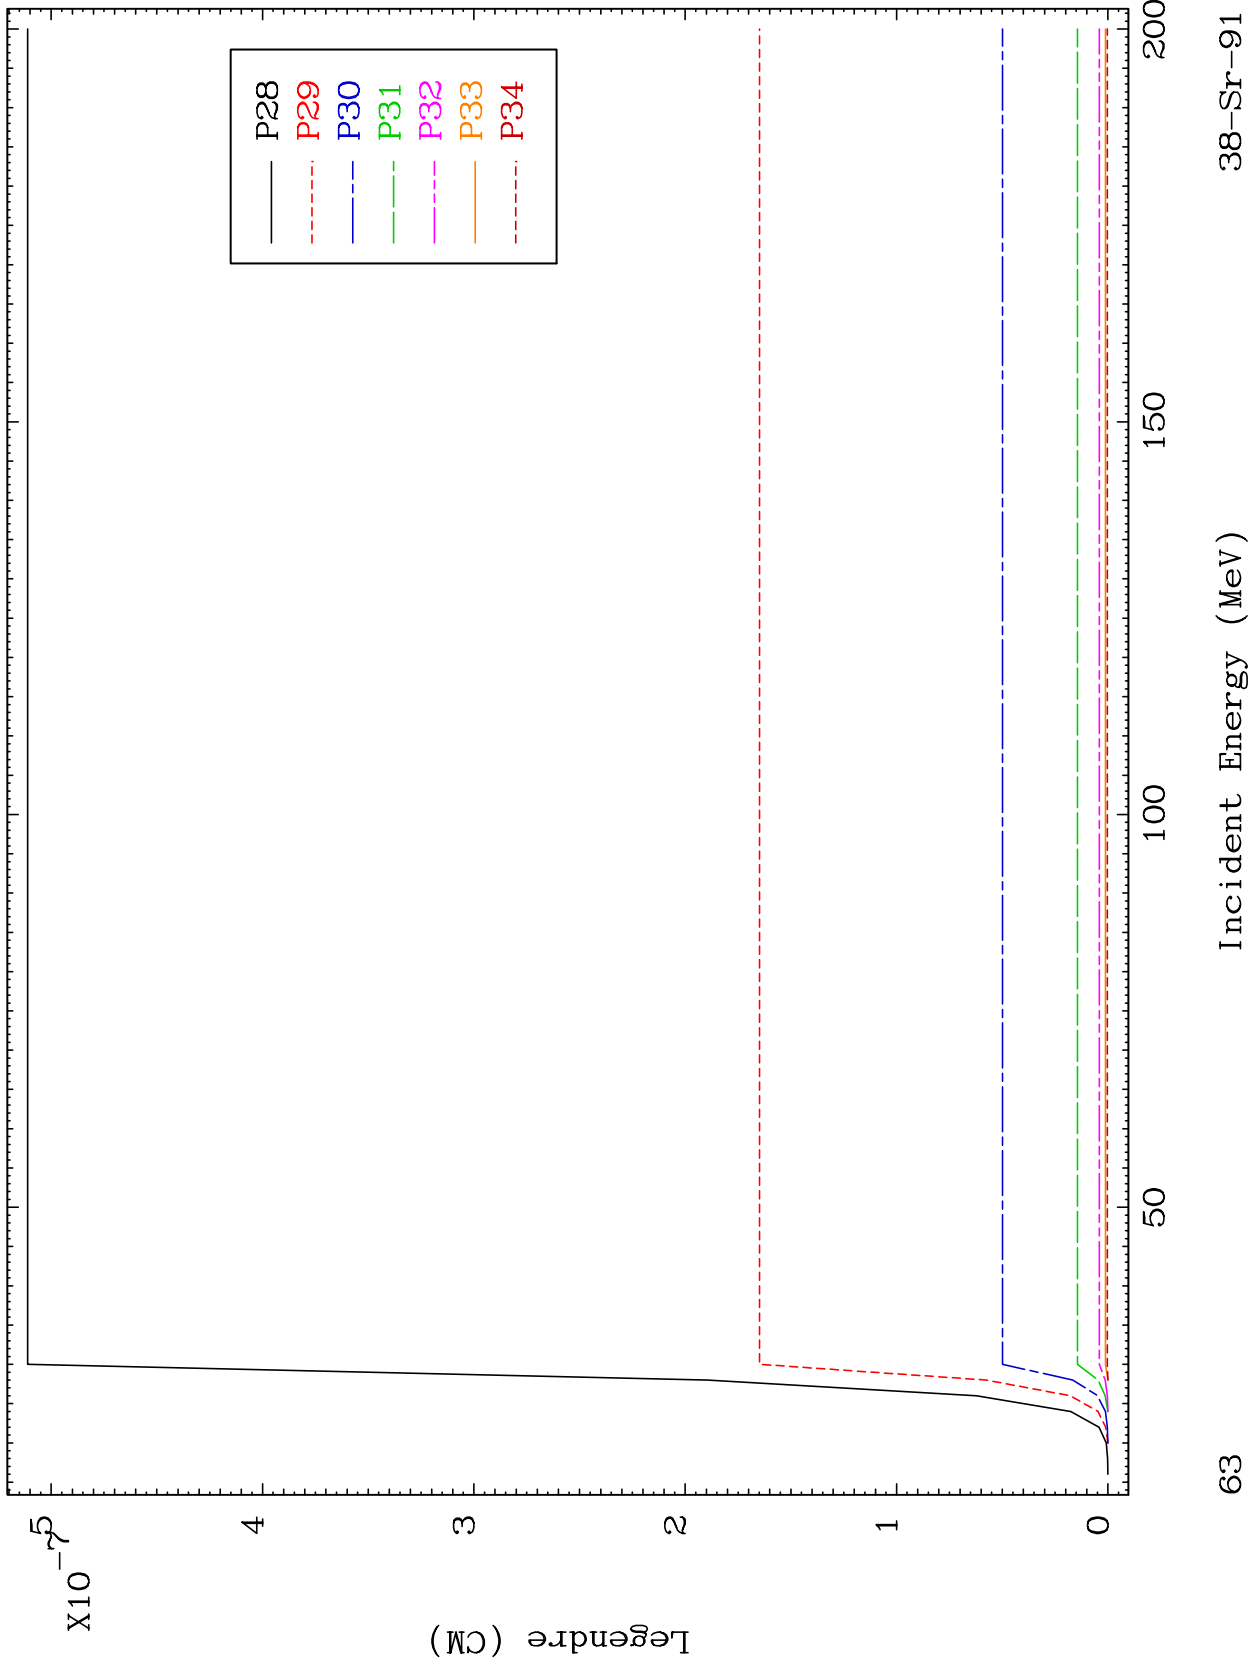 X10
-7
5
4
3
2
1
0
Legendre (CM)
P28
P29
P30
P31
P32
P33
P34
50
100
150
200
Incident Energy (MeV)
63
38-Sr-91